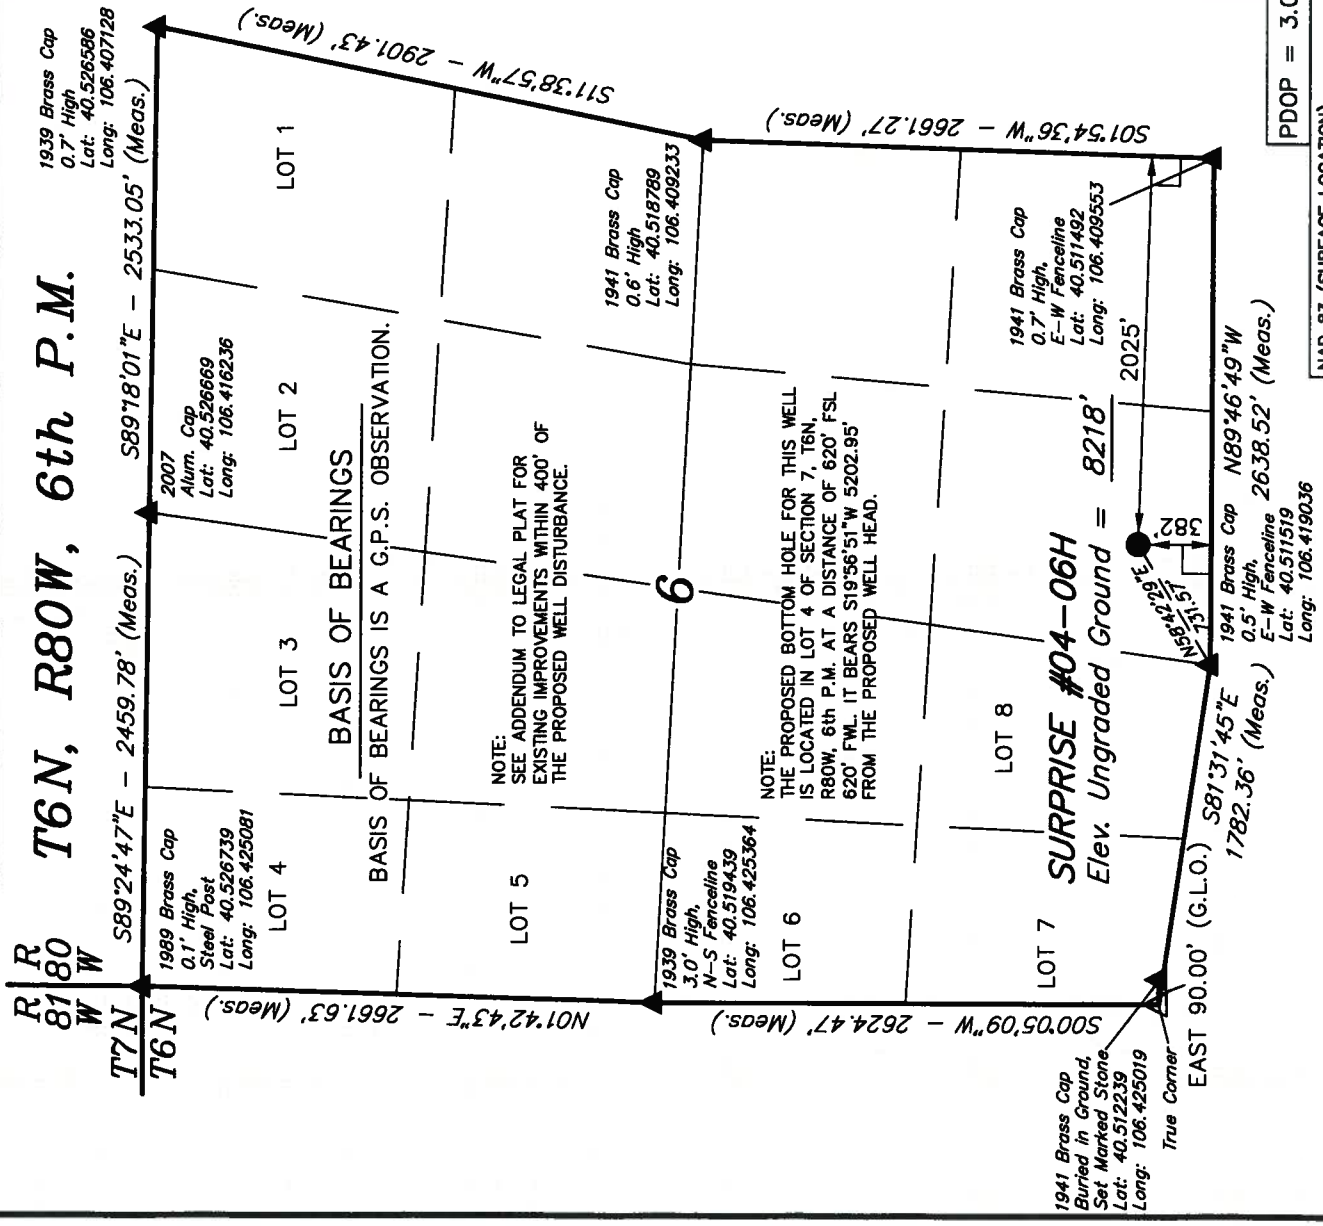 T6N, R80W, 6th P.M.
R R
81 80
W W
T7N
T6N
S89°24'47"E - 2459.78' (Meas.)
S89°18'01"E - 2533.05' (Meas.)
1939 Brass Cap
0.7' High
Lat: 40.526586
Long: 106.407128
1989 Brass Cap
0.1' High,
Steel Post
Lat: 40.526739
Long: 106.425081
2007
Alum. Cap
Lat: 40.526669
Long: 106.416236
LOT 4
LOT 3
LOT 2
LOT 1
S11°38'57"W - 2901.43' (Meas.)
BASIS OF BEARINGS
BASIS OF BEARINGS IS A G.P.S. OBSERVATION.
N01°42'43"E - 2661.63' (Meas.)
LOT 5
NOTE:
SEE ADDENDUM TO LEGAL PLAT FOR
EXISTING IMPROVEMENTS WITHIN 400' OF
THE PROPOSED WELL DISTURBANCE.
1941 Brass Cap
0.6' High
Lat: 40.518789
Long: 106.409233
6
1939 Brass Cap
3.0' High,
N-S Fenceline
Lat: 40.519439
Long: 106.425364
LOT 6
NOTE:
THE PROPOSED BOTTOM HOLE FOR THIS WELL
IS LOCATED IN LOT 4 OF SECTION 7, T6N,
R80W, 6th P.M. AT A DISTANCE OF 620' FSL
620' FWL. IT BEARS S19°56'51"W 5202.95'
FROM THE PROPOSED WELL HEAD.
S01°54'36"W - 2661.27' (Meas.)
S00°05'09"W - 2624.47' (Meas.)
LOT 7
LOT 8
SURPRISE #04-06H
Elev. Ungraded Ground = 8218'
1941 Brass Cap
0.7' High,
E-W Fenceline
Lat: 40.511492
Long: 106.409553
2025'
382'
N58°42'29"E
731.57'
1941 Brass Cap
Buried in Ground,
Set Marked Stone
Lat: 40.512239
Long: 106.425019
True Corner
EAST 90.00' (G.L.O.)
S81°31'45"E
1782.36' (Meas.)
1941 Brass Cap
0.5' High,
E-W Fenceline
Lat: 40.511519
Long: 106.419036
N89°46'49"W
2638.52' (Meas.)
PDOP = 3.0
NAD 83 (SURFACE LOCATION)